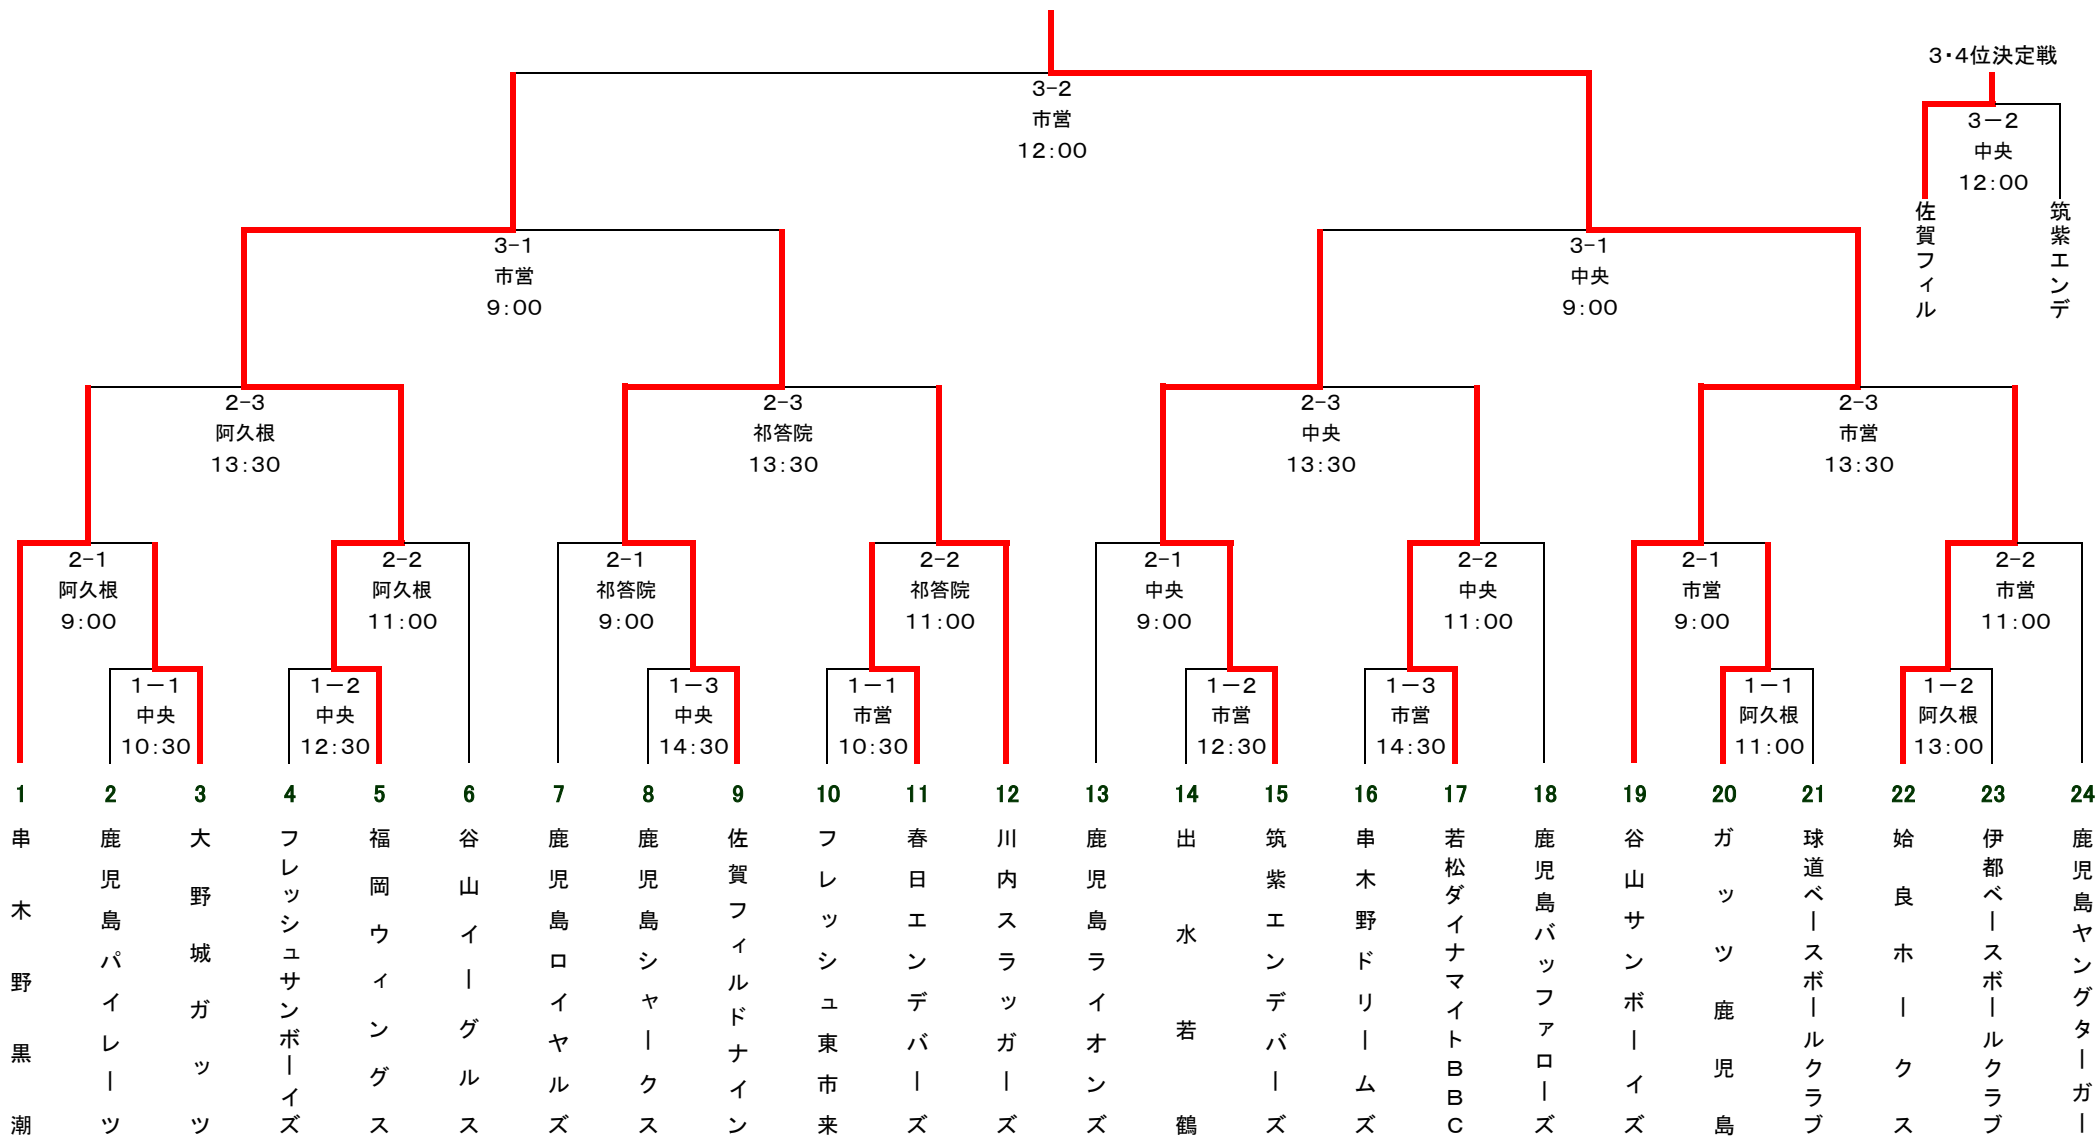 3・4位決定戦
3-2
市営
12:00
3－2
中央
12:00
佐賀フィル
筑紫エンデ
3-1
市営
9:00
3-1
中央
9:00
2-3
阿久根
13:30
2-3
祁答院
13:30
2-3
中央
13:30
2-3
市営
13:30
2-1
阿久根
9:00
2-2
阿久根
11:00
2-1
祁答院
9:00
2-2
祁答院
11:00
2-1
中央
9:00
2-2
中央
11:00
2-1
市営
9:00
2-2
市営
11:00
1－1
中央
10:30
1－2
中央
12:30
1－3
中央
14:30
1－1
市営
10:30
1－2
市営
12:30
1－3
市営
14:30
1－1
阿久根
11:00
1－2
阿久根
13:00
1 2 3 4 5 6 7 8 9 10 11 12 13 14 15 16 17 18 19 20 21 22 23 24
串木野黒潮
鹿児島パイレーツ
大野城ガッツ
フレッシュサンボーイズ
福岡ウィングス
谷山イーグルス
鹿児島ロイヤルズ
鹿児島シャークス
佐賀フィルドナイン
フレッシュ東市来
春日エンデバーズ
川内スラッガーズ
鹿児島ライオンズ
出水若鶴
筑紫エンデバーズ
串木野ドリームズ
若松ダイナマイトBBC
鹿児島バッファローズ
谷山サンボーイズ
ガッツ鹿児島
球道ベースボールクラブ
姶良ホークス
伊都ベースボールクラブ
鹿児島ヤングターガー